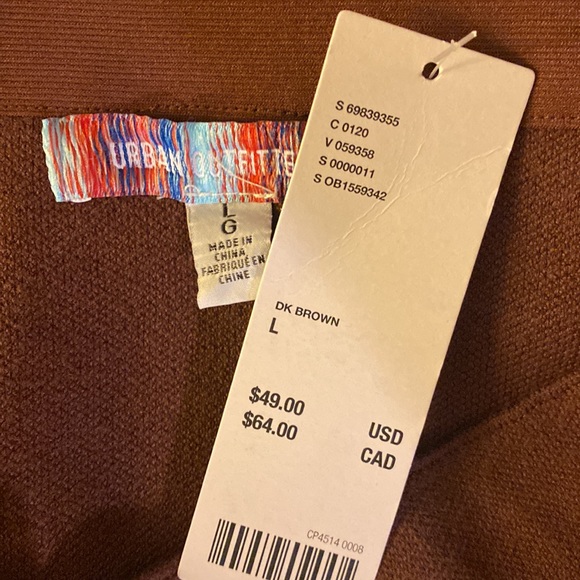 URBAN OUTFITTE
L
G
MADE IN
CHINA
FABRIQUÉ EN
CHINE
S 69839355
C 0120
V 059358
S 0000011
S OB1559342
DK BROWN
L
$49.00 USD
$64.00 CAD
CP4514 0008